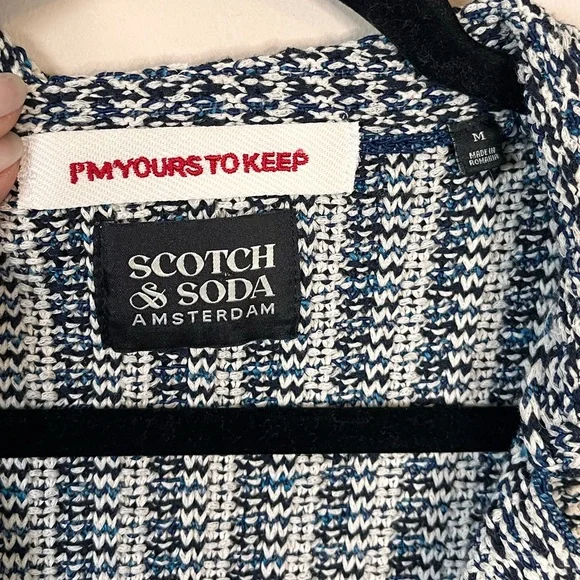 I'M YOURS TO KEEP
M
MADE IN
ROMANIA
SCOTCH
& SODA
AMSTERDAM